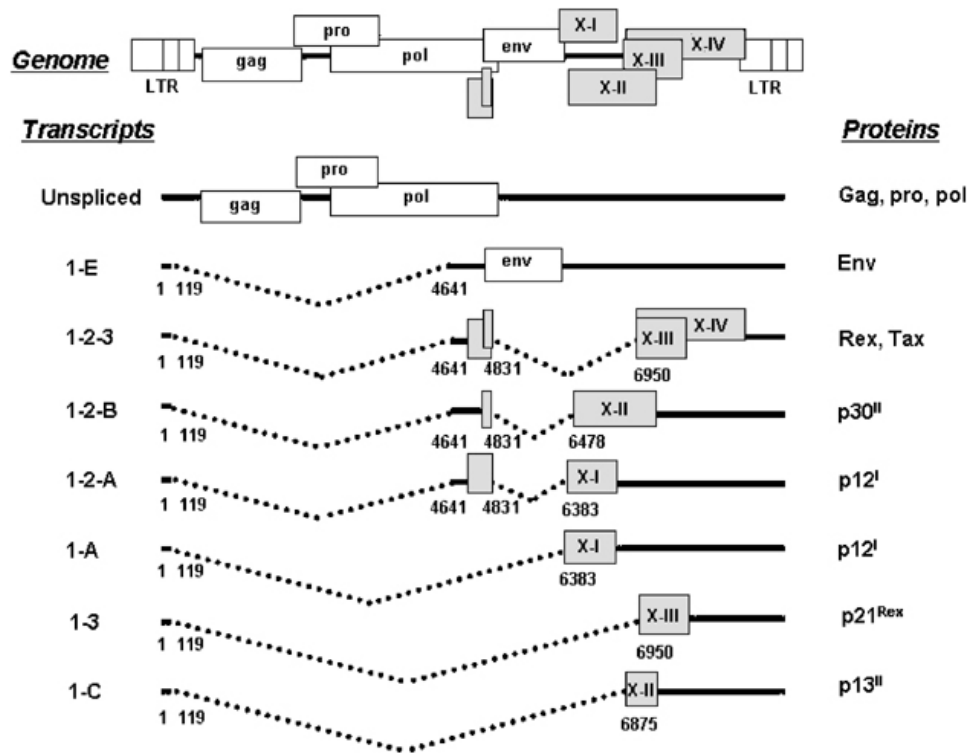 X-I
pro
env
X-IV
Genome
gag
pol
X-III
LTR
X-II
LTR
Transcripts
Proteins
pro
Unspliced
gag
pol
Gag, pro, pol
1-E
env
Env
1 119
4641
1-2-3
X-III
X-IV
Rex, Tax
1 119
4641 4831
6950
1-2-B
X-II
p30ᴵᴵ
1 119
4641 4831
6478
1-2-A
X-I
p12ᴵ
1 119
4641 4831
6383
1-A
X-I
p12ᴵ
1 119
6383
1-3
X-III
p21ᴿᵉˣ
1 119
6950
1-C
X-II
p13ᴵᴵ
1 119
6875